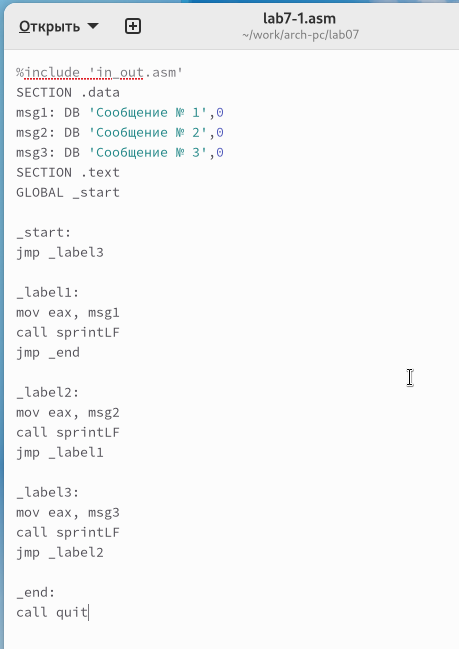 Открыть
lab7-1.asm
~/work/arch-pc/lab07
%include 'in_out.asm'
SECTION .data
msg1: DB 'Сообщение № 1',0
msg2: DB 'Сообщение № 2',0
msg3: DB 'Сообщение № 3',0
SECTION .text
GLOBAL _start

_start:
jmp _label3

_label1:
mov eax, msg1
call sprintLF
jmp _end

_label2:
mov eax, msg2
call sprintLF
jmp _label1

_label3:
mov eax, msg3
call sprintLF
jmp _label2

_end:
call quit